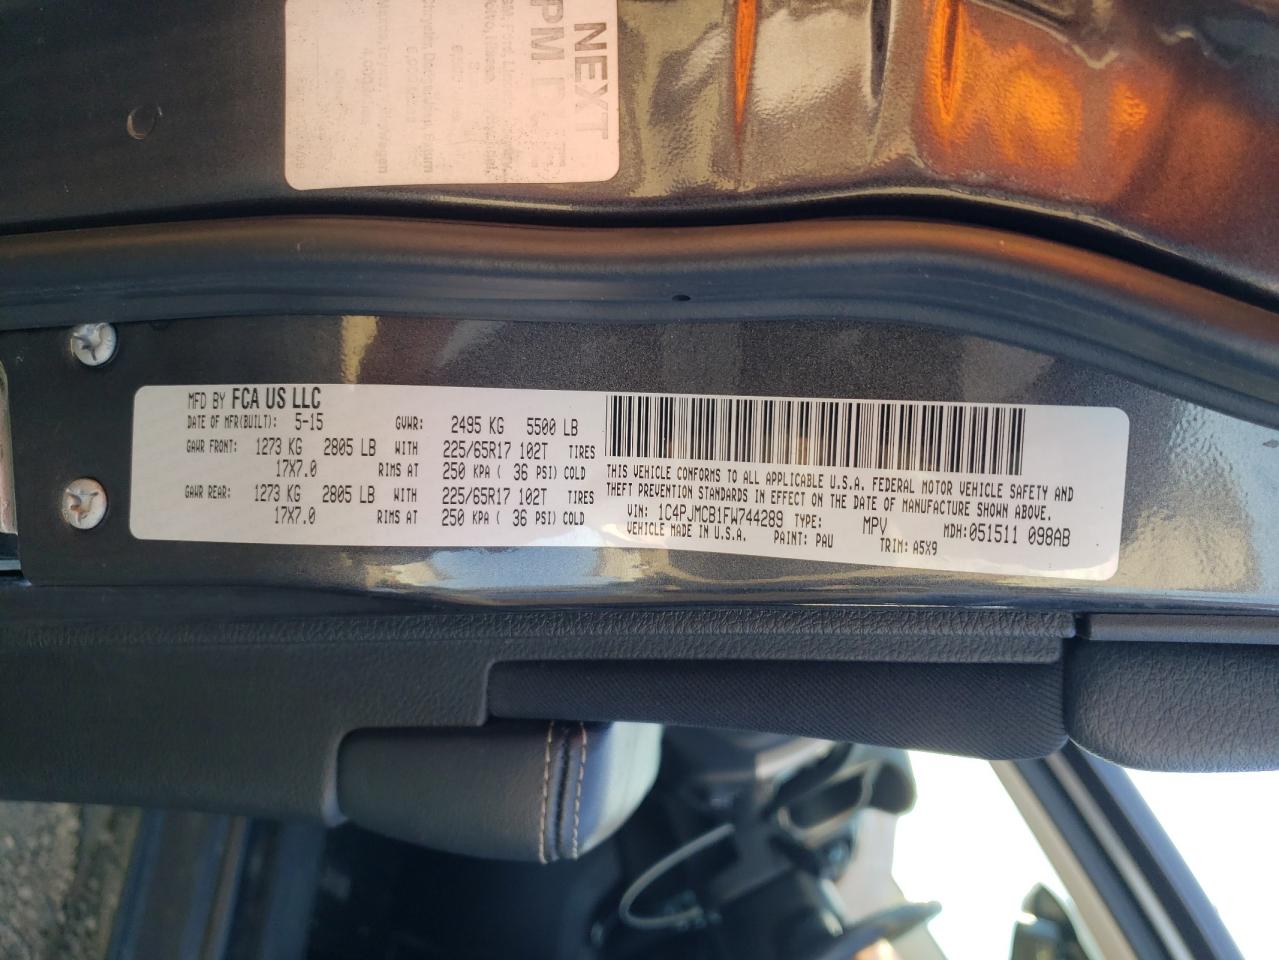 NEXT
MFD BY FCA US LLC
DATE OF MFR(BUILT): 5-15 GVWR: 2495 KG 5500 LB
GAWR FRONT: 1273 KG 2805 LB WITH 225/65R17 102T TIRES
17X7.0 RIMS AT 250 KPA ( 36 PSI) COLD
GAWR REAR: 1273 KG 2805 LB WITH 225/65R17 102T TIRES
17X7.0 RIMS AT 250 KPA ( 36 PSI) COLD
THIS VEHICLE CONFORMS TO ALL APPLICABLE U.S.A. FEDERAL MOTOR VEHICLE SAFETY AND
THEFT PREVENTION STANDARDS IN EFFECT ON THE DATE OF MANUFACTURE SHOWN ABOVE.
VIN: 1C4PJMCB1FW744289 TYPE: MPV MDH:051511 098AB
VEHICLE MADE IN U.S.A. PAINT: PAU TRIM: A5X9